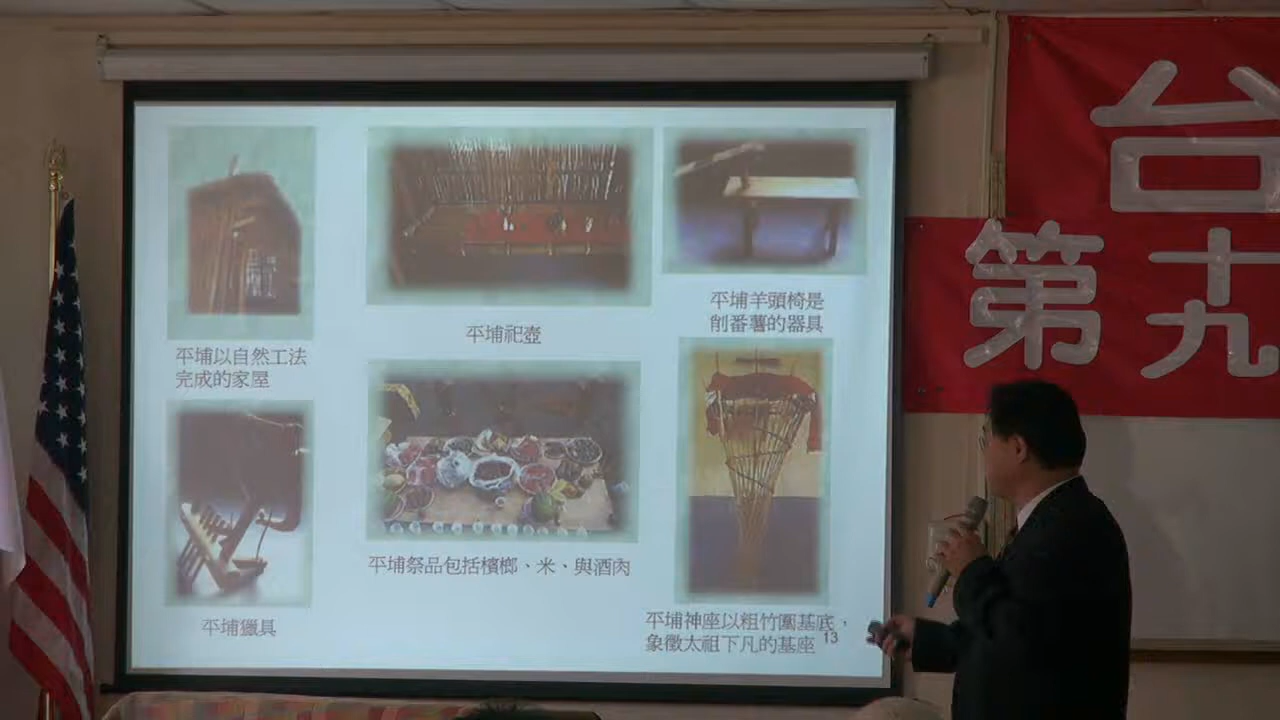 台
第十九
平埔以自然工法
完成的家屋
平埔祀壺
平埔羊頭椅是
削番薯的器具
平埔獵具
平埔祭品包括檳榔、米、與酒肉
平埔神座以粗竹圍基底，
象徵太祖下凡的基座
13